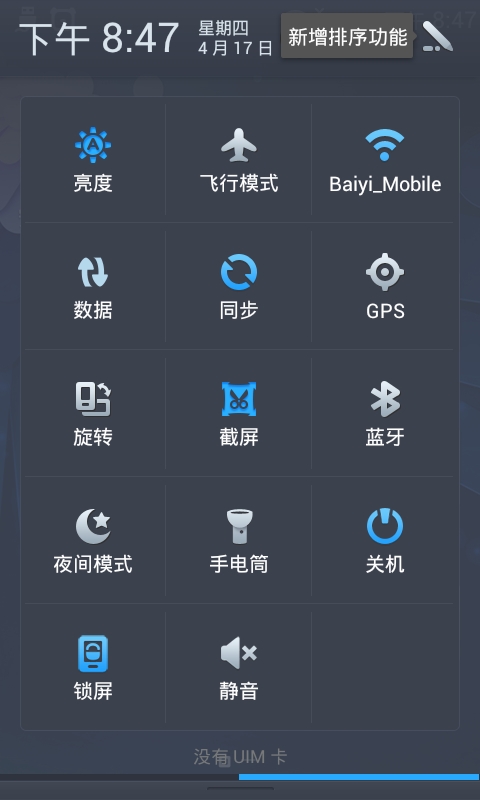 下午 8:47
星期四
4 月 17 日
新增排序功能
亮度
飞行模式
Baiyi_Mobile
数据
同步
GPS
旋转
截屏
蓝牙
夜间模式
手电筒
关机
锁屏
静音
没有 UIM 卡